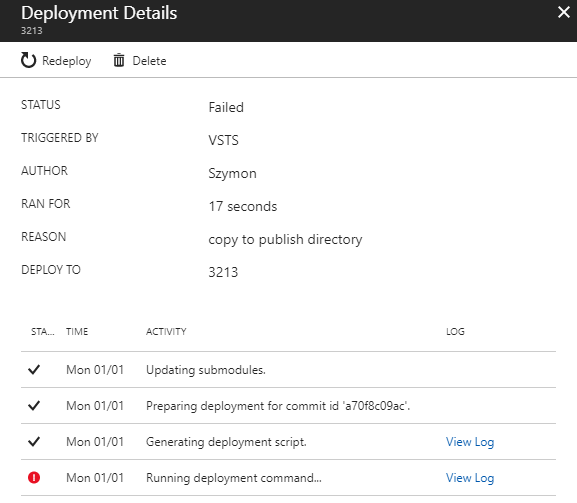 Deployment Details
3213
Redeploy Delete
STATUS Failed
TRIGGERED BY VSTS
AUTHOR Szymon
RAN FOR 17 seconds
REASON copy to publish directory
DEPLOY TO 3213
STA... TIME ACTIVITY LOG
Mon 01/01 Updating submodules.
Mon 01/01 Preparing deployment for commit id 'a70f8c09ac'.
Mon 01/01 Generating deployment script. View Log
Mon 01/01 Running deployment command... View Log